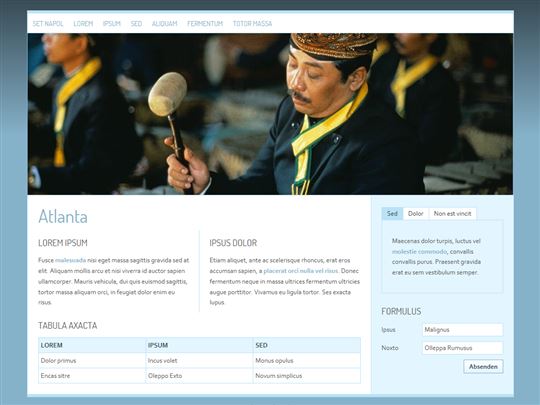 SET NAPOL LOREM IPSUM SED ALIQUAM FERMENTUM TOTOR MASSA
Atlanta
LOREM IPSUM
Fusce malesuada nisi eget massa sagittis gravida sed at
elit. Aliquam mollis arcu et nisi viverra id auctor sapien
ullamcorper. Mauris vehicula, dui quis euismod sagittis,
tortor massa aliquam orci, in feugiat dolor enim eu
risus.
IPSUS DOLOR
Etiam aliquet, ante ac scelerisque rhoncus, erat eros
accumsan sapien, a placerat orci nulla vel risus. Donec
fermentum neque in massa ultrices fermentum ultricies
augue porttitor. Vivamus eu ligula tortor. Ses exacta
lupus.
TABULA AXACTA
LOREM IPSUM SED
Dolor primus Incus volet Monus opulus
Encas sitre Oleppo Exto Novum simplicus
Sed Dolor Non est vincit
Maecenas dolor turpis, luctus vel
molestie commodo, convallis
convallis purus. Praesent gravida
erat eu sem vestibulum semper.
FORMULUS
Ipsus Malignus
Noxto Olleppa Rumusus
Absenden